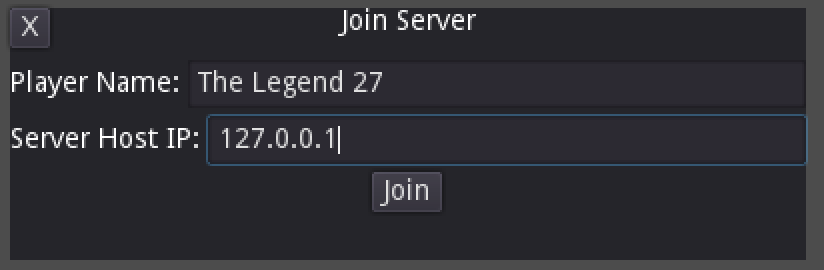 X
Join Server
Player Name: The Legend 27
Server Host IP: 127.0.0.1
Join